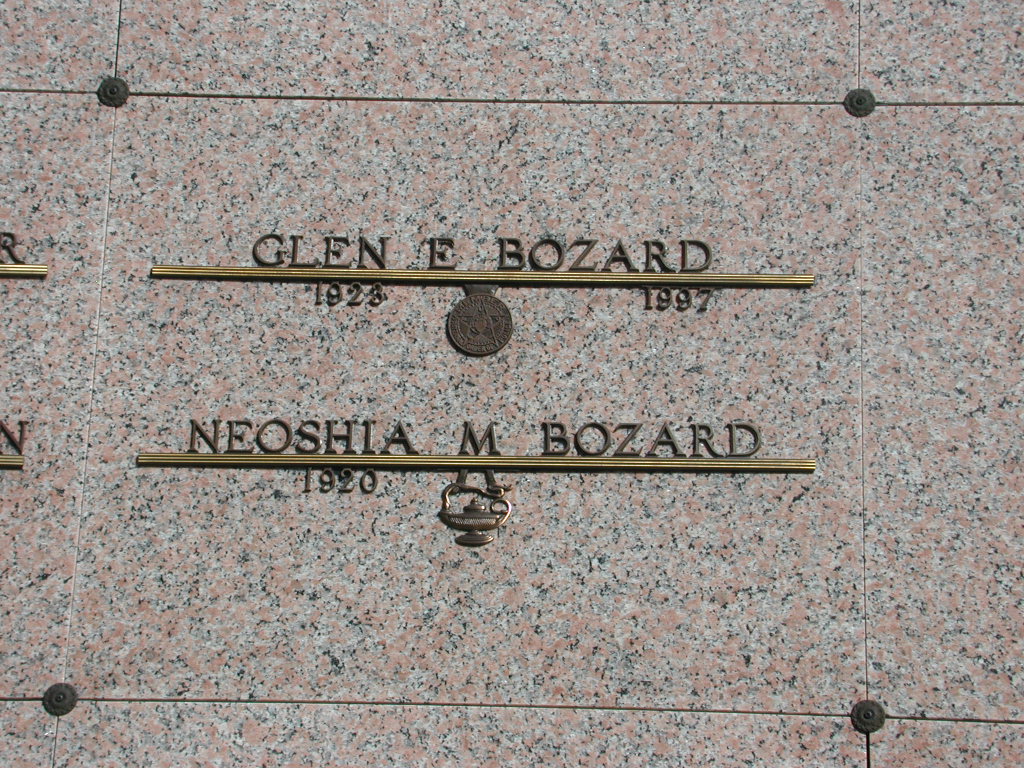 GLEN E BOZARD
1923 1997
NEOSHIA M BOZARD
1920
R
N